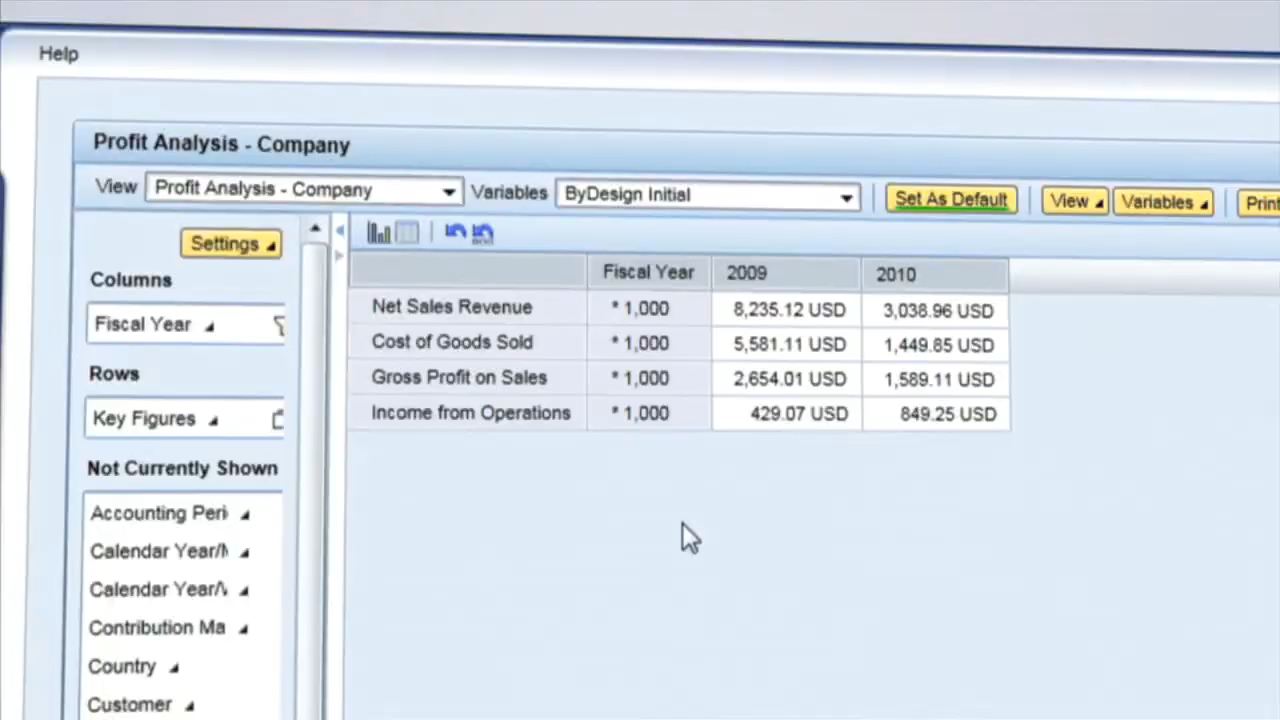 Help
Profit Analysis - Company
View Profit Analysis - Company Variables ByDesign Initial Set As Default View Variables Print
Settings
Columns
Fiscal Year
Rows
Key Figures
Not Currently Shown
Accounting Peri
Calendar Year/M
Calendar Year/W
Contribution Ma
Country
Customer
Fiscal Year 2009 2010
Net Sales Revenue * 1,000 8,235.12 USD 3,038.96 USD
Cost of Goods Sold * 1,000 5,581.11 USD 1,449.85 USD
Gross Profit on Sales * 1,000 2,654.01 USD 1,589.11 USD
Income from Operations * 1,000 429.07 USD 849.25 USD